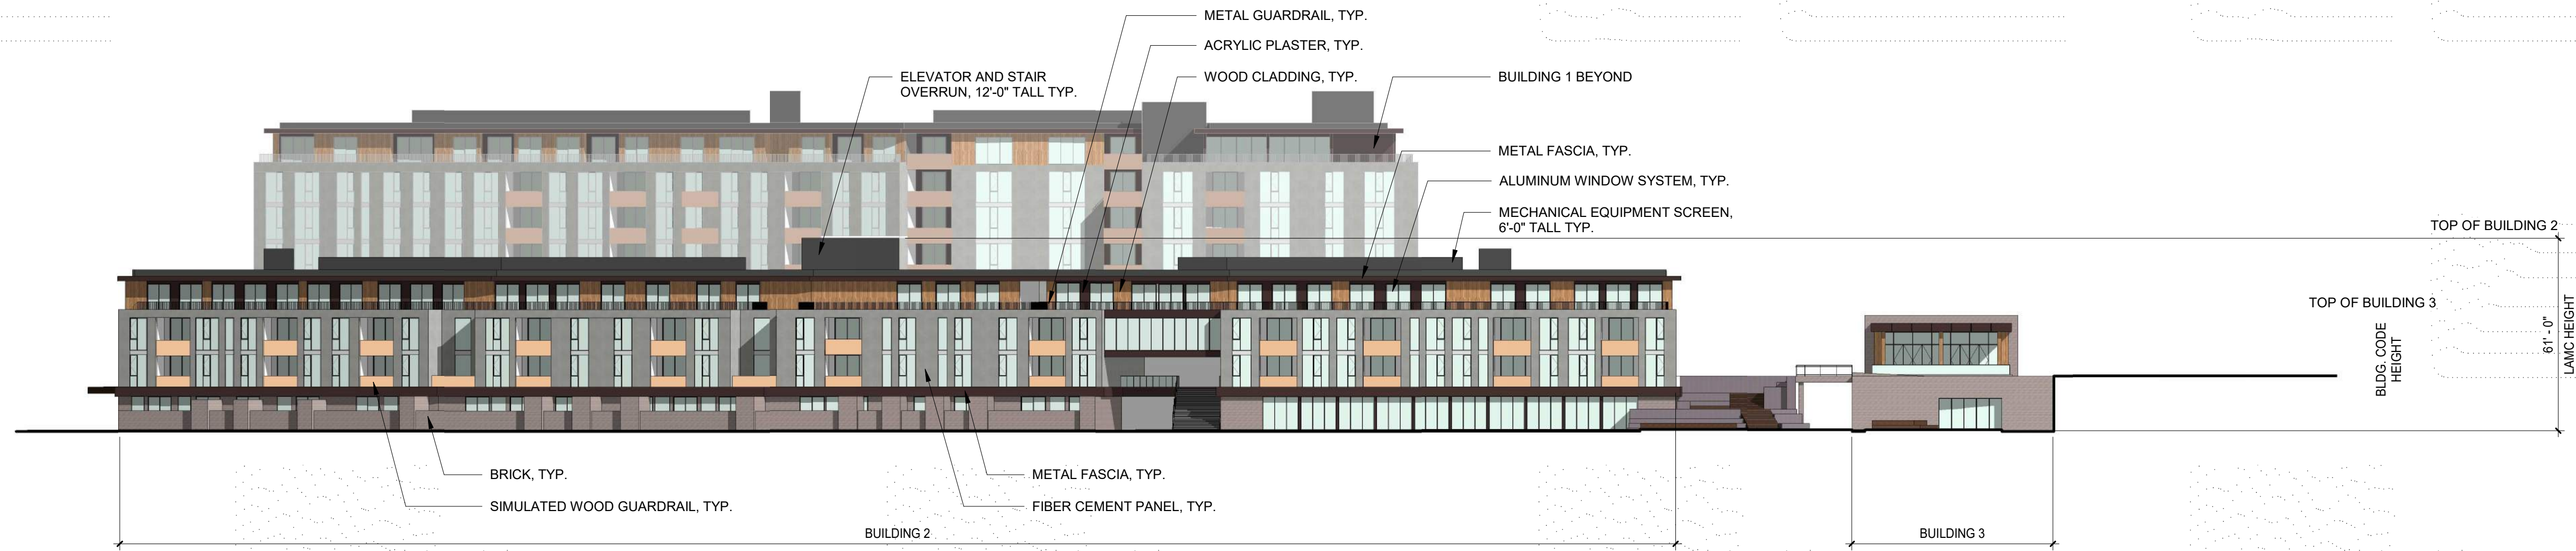 METAL GUARDRAIL, TYP.
ACRYLIC PLASTER, TYP.
ELEVATOR AND STAIR
OVERRUN, 12'-0" TALL TYP.
WOOD CLADDING, TYP.
BUILDING 1 BEYOND
METAL FASCIA, TYP.
ALUMINUM WINDOW SYSTEM, TYP.
MECHANICAL EQUIPMENT SCREEN,
6'-0" TALL TYP.
TOP OF BUILDING 2
TOP OF BUILDING 3
BLDG. CODE
HEIGHT
61' - 0"
LAMC HEIGHT
BRICK, TYP.
METAL FASCIA, TYP.
SIMULATED WOOD GUARDRAIL, TYP.
FIBER CEMENT PANEL, TYP.
BUILDING 2
BUILDING 3